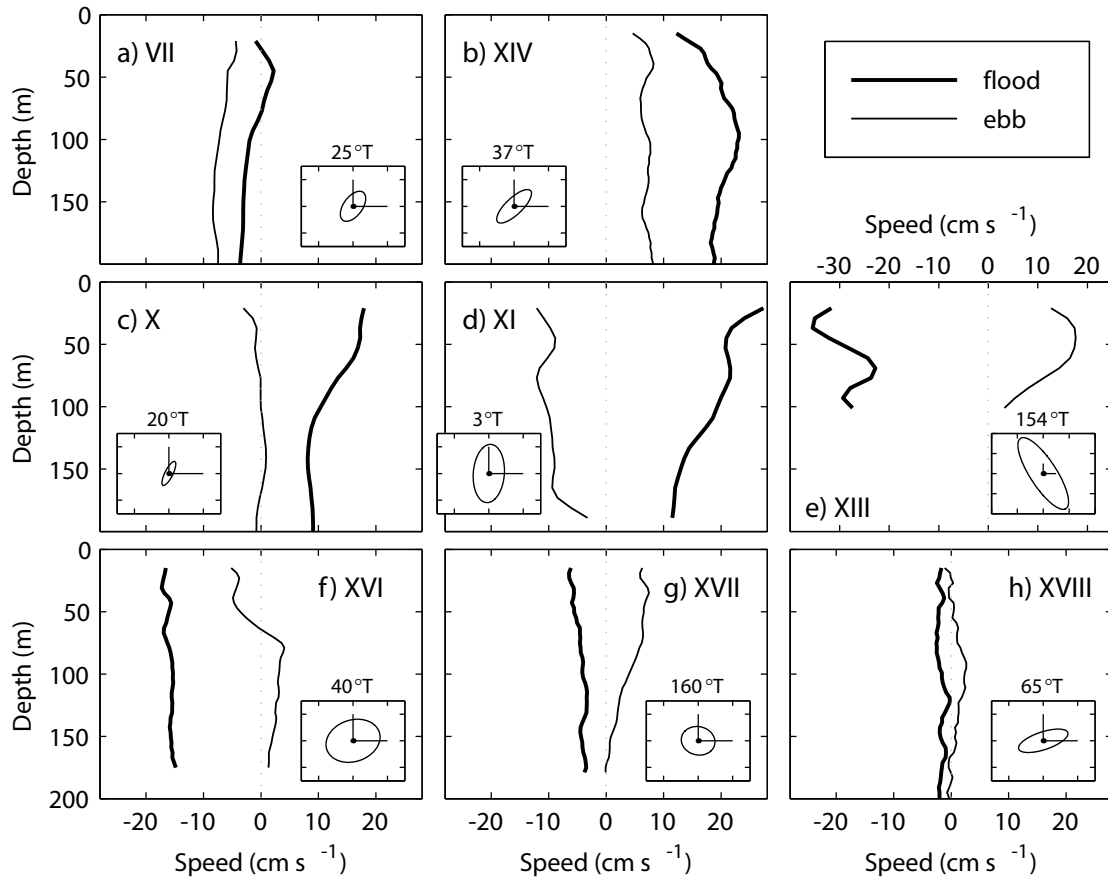 0
50
100
150
Depth (m)
a) VII
25°T
b) XIV
37°T
flood
ebb
Speed (cm s -1)
-30 -20 -10 0 10 20
0
50
100
150
Depth (m)
c) X
20°T
d) XI
3°T
e) XIII
154°T
0
50
100
150
200
Depth (m)
f) XVI
40°T
g) XVII
160°T
h) XVIII
65°T
-20 -10 0 10 20
-20 -10 0 10 20
-20 -10 0 10 20
Speed (cm s -1)
Speed (cm s -1)
Speed (cm s -1)